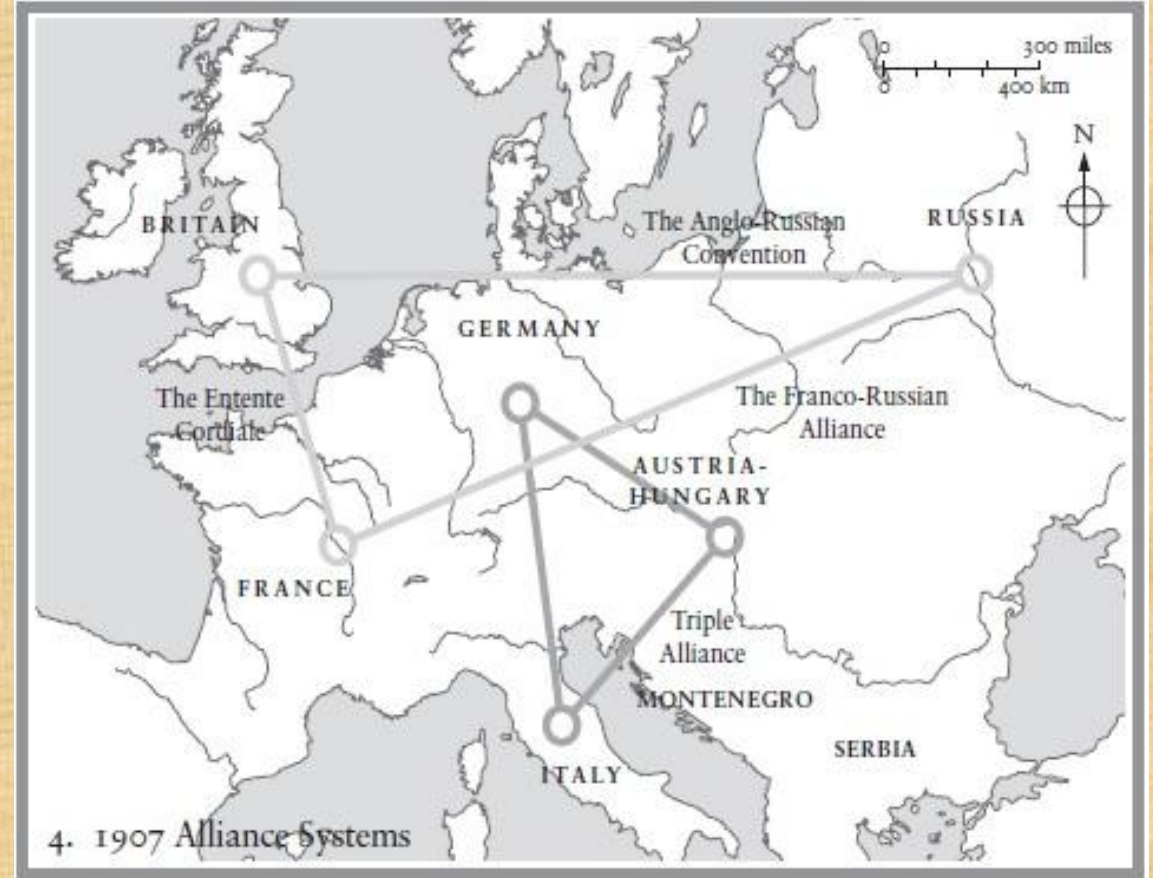 0 300 miles
0 400 km
N
BRITAIN
The Anglo-Russian
Convention
RUSSIA
GERMANY
The Entente
Cordiale
The Franco-Russian
Alliance
AUSTRIA-
HUNGARY
FRANCE
Triple
Alliance
MONTENEGRO
SERBIA
ITALY
4. 1907 Alliance Systems